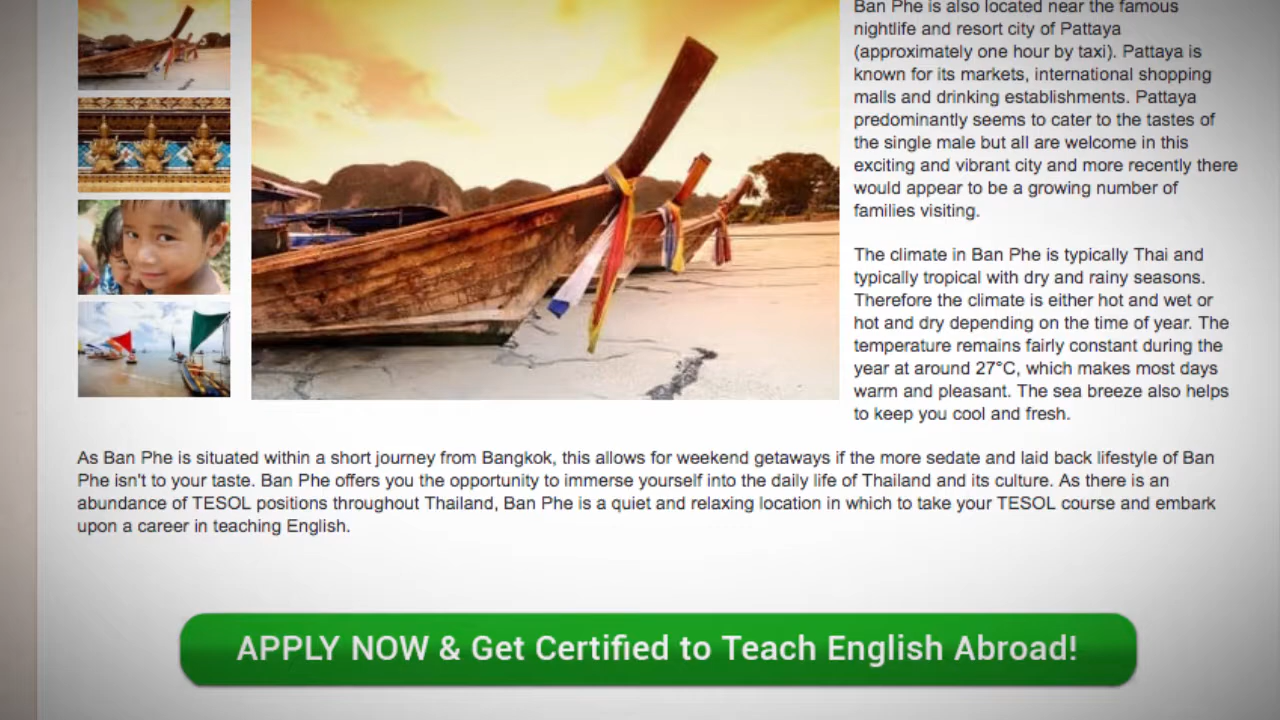 Ban Phe is also located near the famous
nightlife and resort city of Pattaya
(approximately one hour by taxi). Pattaya is
known for its markets, international shopping
malls and drinking establishments. Pattaya
predominantly seems to cater to the tastes of
the single male but all are welcome in this
exciting and vibrant city and more recently there
would appear to be a growing number of
families visiting.
The climate in Ban Phe is typically Thai and
typically tropical with dry and rainy seasons.
Therefore the climate is either hot and wet or
hot and dry depending on the time of year. The
temperature remains fairly constant during the
year at around 27°C, which makes most days
warm and pleasant. The sea breeze also helps
to keep you cool and fresh.
As Ban Phe is situated within a short journey from Bangkok, this allows for weekend getaways if the more sedate and laid back lifestyle of Ban
Phe isn't to your taste. Ban Phe offers you the opportunity to immerse yourself into the daily life of Thailand and its culture. As there is an
abundance of TESOL positions throughout Thailand, Ban Phe is a quiet and relaxing location in which to take your TESOL course and embark
upon a career in teaching English.
APPLY NOW & Get Certified to Teach English Abroad!